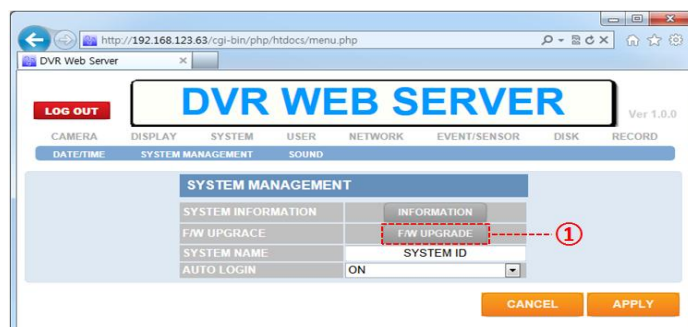 http://192.168.123.63/cgi-bin/php/htdocs/menu.php
DVR Web Server
LOG OUT
DVR WEB SERVER
Ver 1.0.0
CAMERA DISPLAY SYSTEM USER NETWORK EVENT/SENSOR DISK RECORD
DATE/TIME SYSTEM MANAGEMENT SOUND
SYSTEM MANAGEMENT
SYSTEM INFORMATION INFORMATION
F/W UPGRACE F/W UPGRADE ①
SYSTEM NAME SYSTEM ID
AUTO LOGIN ON
CANCEL APPLY